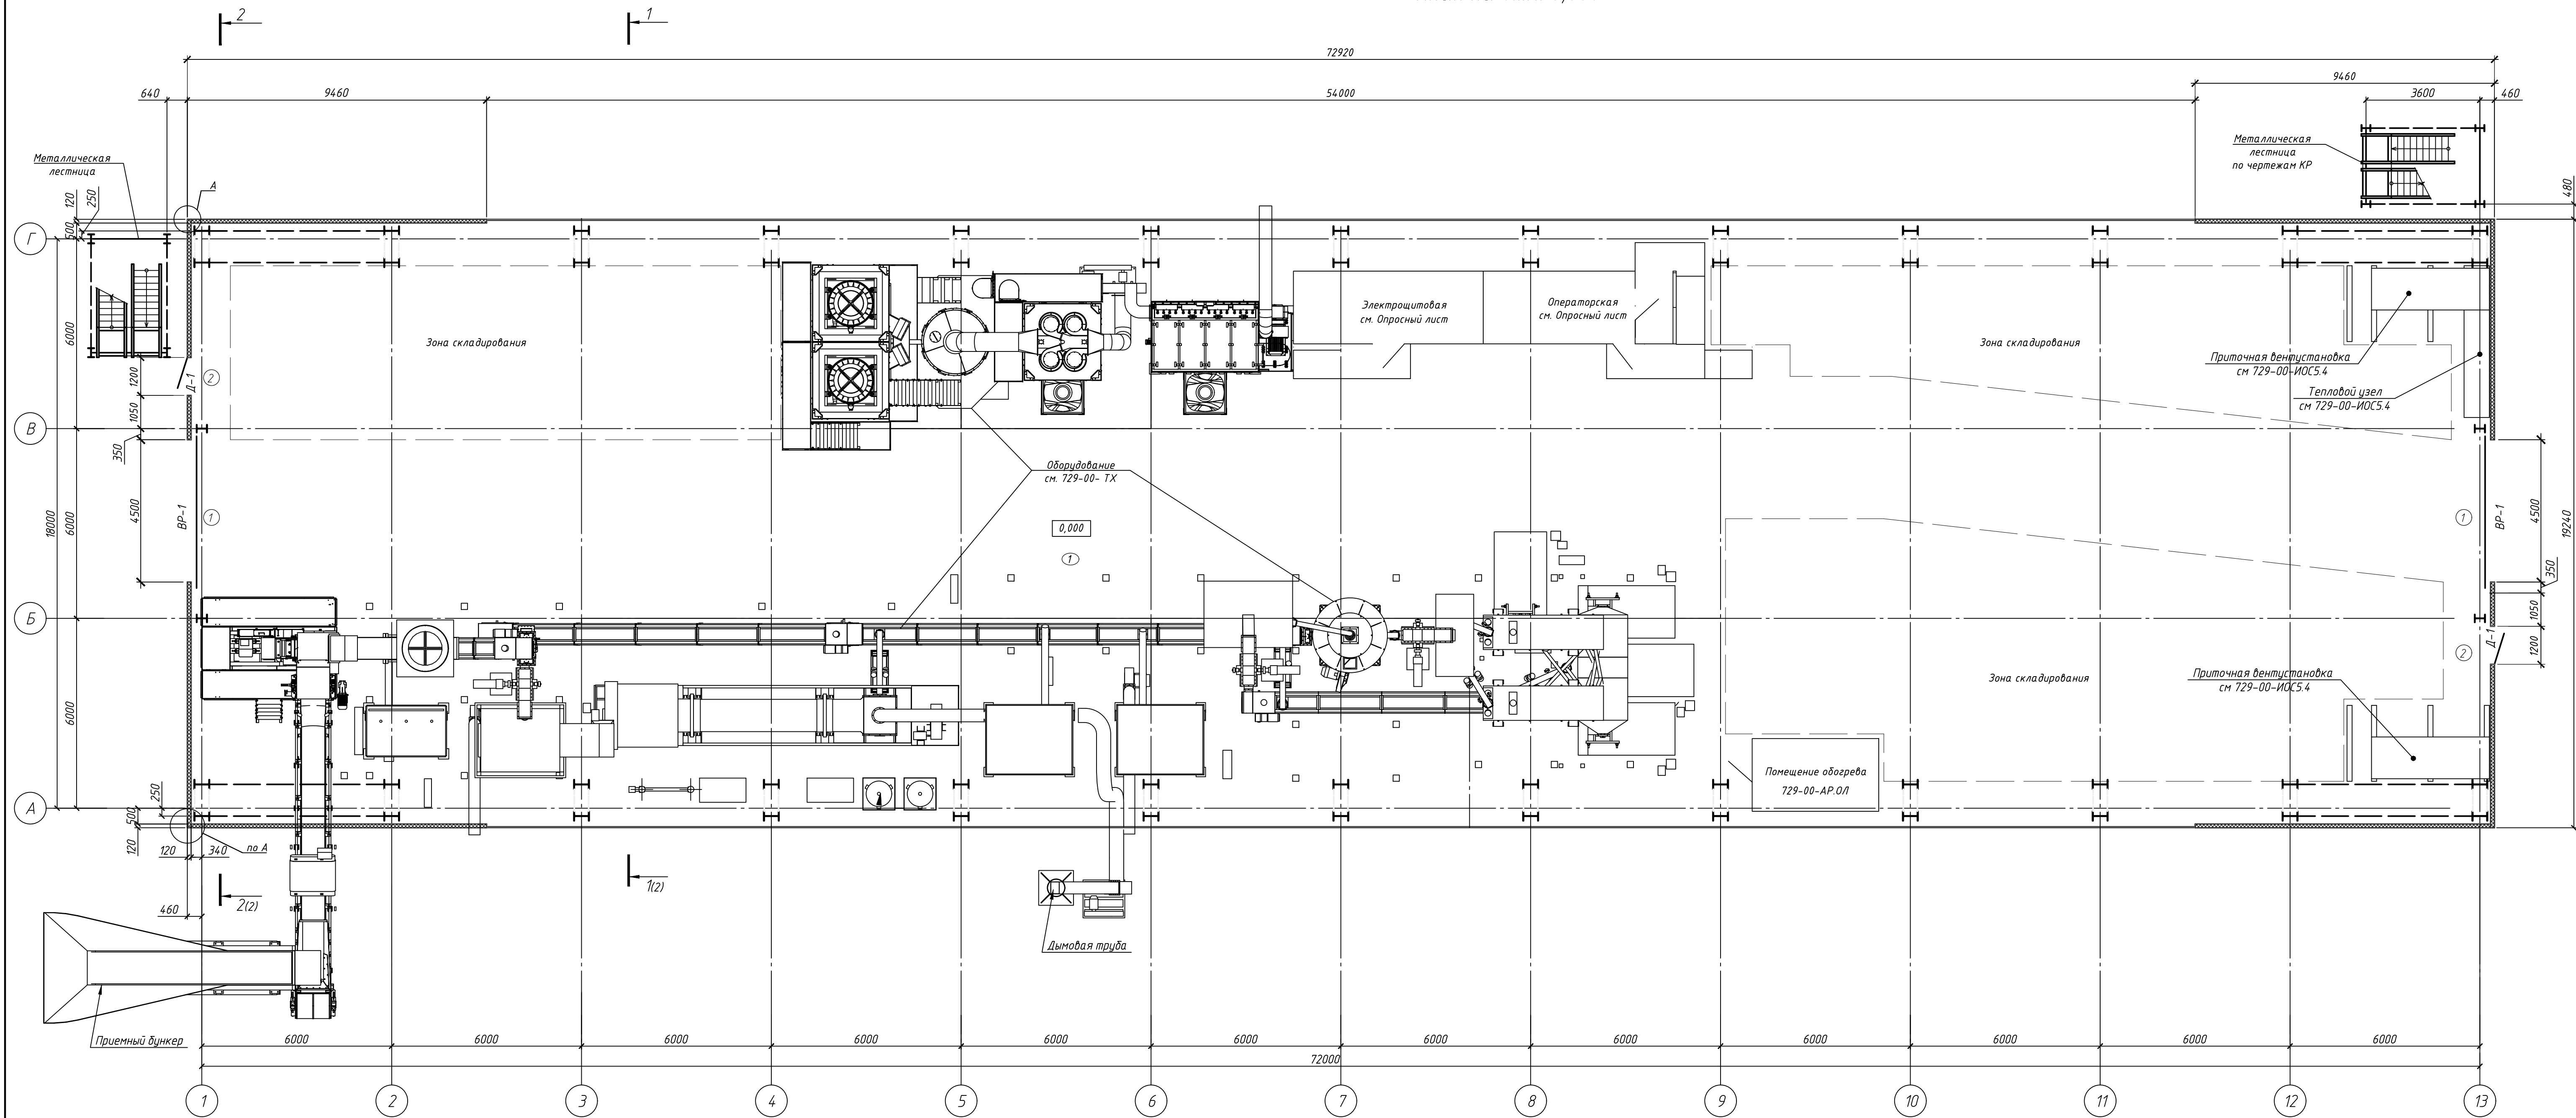 2
1
72920
640
9460
54000
9460
3600
460
Металлическая
лестница
Металлическая
лестница
по чертежам КР
120
250
А
480
500
Г
6000
Зона складирования
Электрощитовая
см. Опросный лист
Операторская
см. Опросный лист
Зона складирования
Приточная вентустановка
см 729-00-ИОС5.4
Тепловой узел
см 729-00-ИОС5.4
1200
Д-1
2
1050
В
350
Оборудование
см. 729-00- ТХ
4500
ВР-1
1
18000
6000
0,000
1
1
ВР-1
4500
19240
350
Б
1050
Д-1
1200
2
Зона складирования
Приточная вентустановка
см 729-00-ИОС5.4
6000
Помещение обогрева
729-00-АР.ОЛ
250
А
500
120
120
340
по А
1(2)
2(2)
460
Дымовая труба
Приемный бункер
6000
6000
6000
6000
6000
6000
6000
6000
6000
6000
6000
6000
72000
1
2
3
4
5
6
7
8
9
10
11
12
13